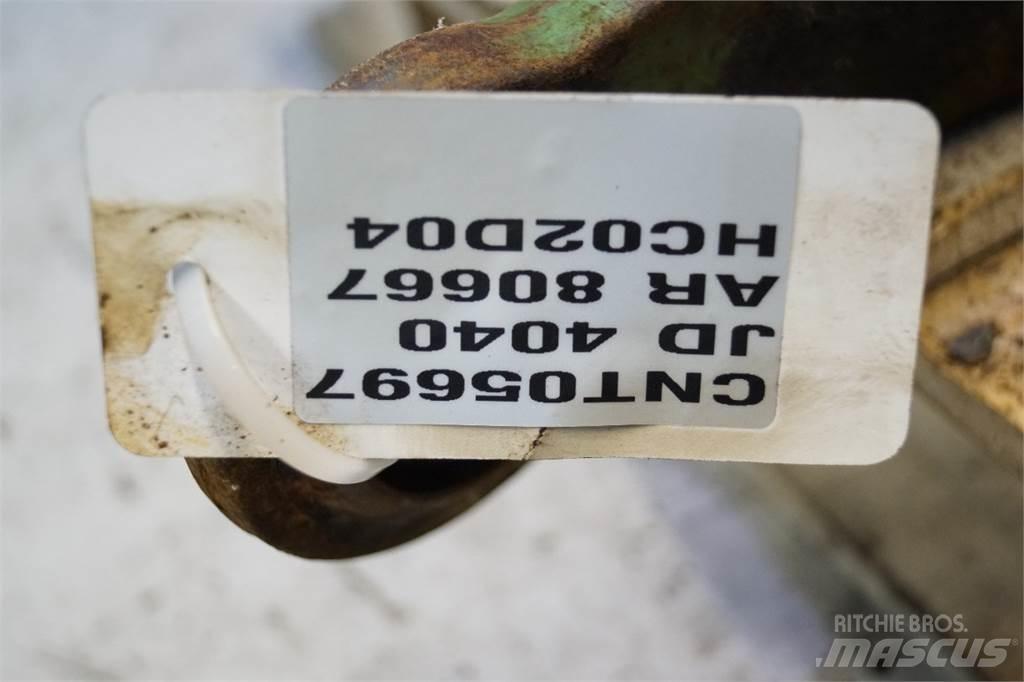 CNT05697
JD 4040
AR 80667
HC02D04
RITCHIE BROS.
MASCUS